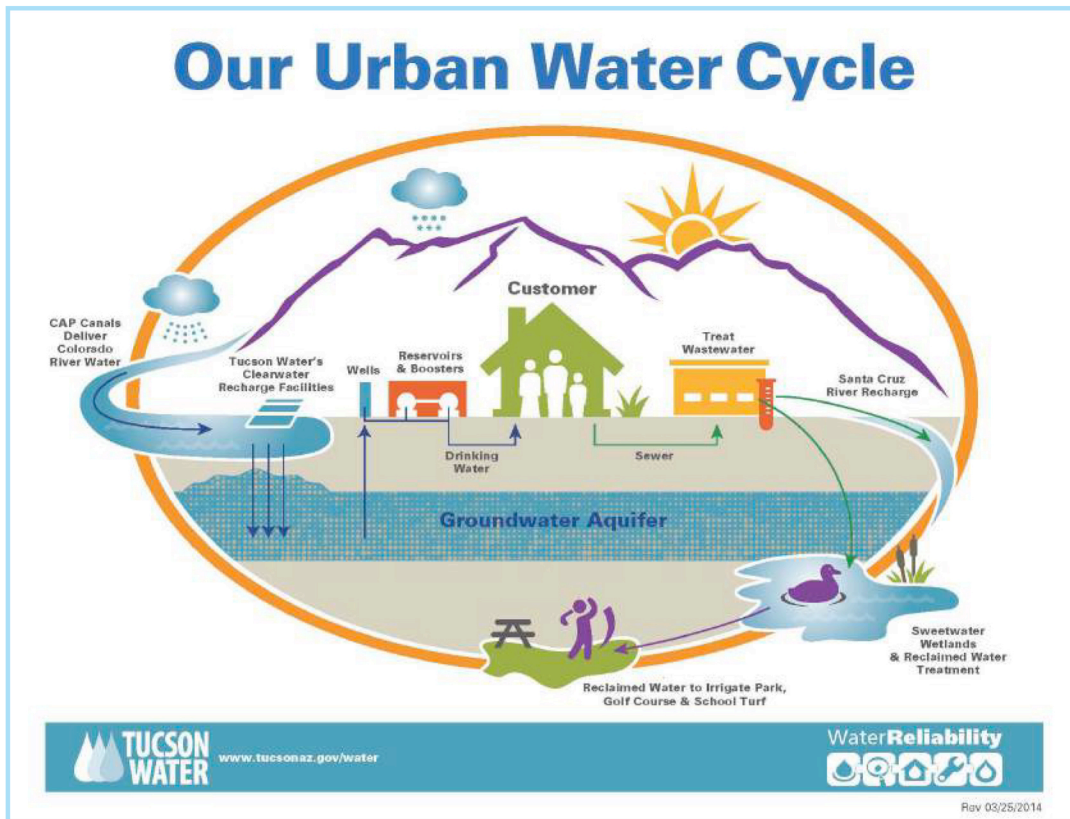 Our Urban Water Cycle
CAP Canals
Deliver
Colorado
River Water
Tucson Water's
Clearwater
Recharge Facilities
Wells
Reservoirs
& Boosters
Customer
Treat
Wastewater
Santa Cruz
River Recharge
Drinking
Water
Sewer
Groundwater Aquifer
Sweetwater
Wetlands
& Reclaimed Water
Treatment
Reclaimed Water to Irrigate Park,
Golf Course & School Turf
TUCSON
WATER
www.tucsonaz.gov/water
WaterReliability
Rev 03/25/2014